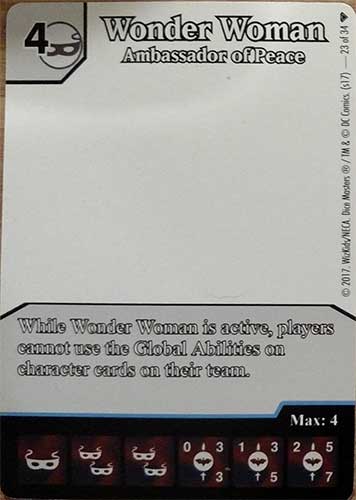 4
Wonder Woman
Ambassador of Peace
© 2017. WizKids/NECA. Dice Masters ® / TM & © DC Comics. (s17) — 23 of 34
While Wonder Woman is active, players
cannot use the Global Abilities on
character cards on their team.
Max: 4
0 3 3
1 3 5
2 5 7